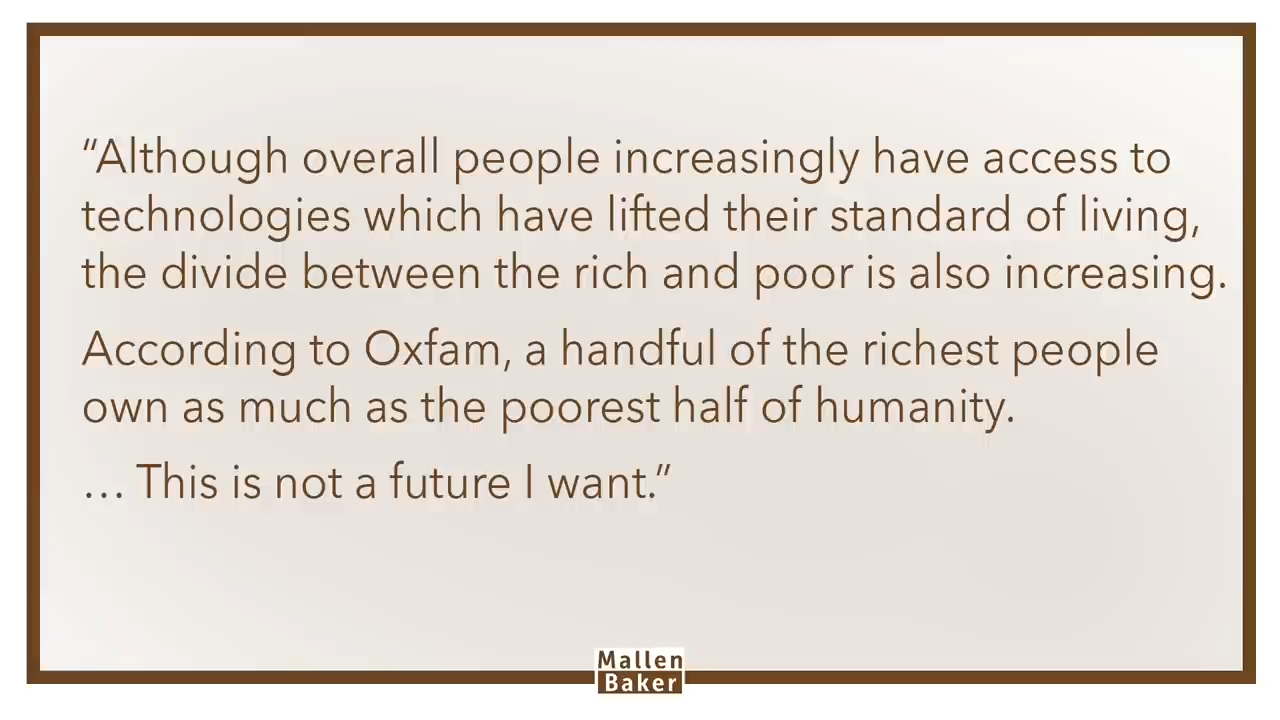 “Although overall people increasingly have access to
technologies which have lifted their standard of living,
the divide between the rich and poor is also increasing.
According to Oxfam, a handful of the richest people
own as much as the poorest half of humanity.
… This is not a future I want.”
Mallen
Baker